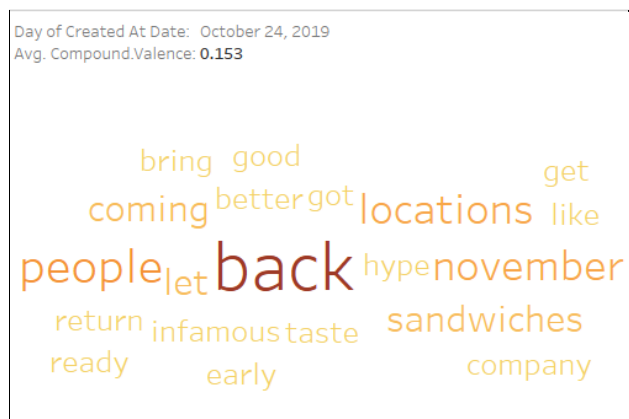 Day of Created At Date: October 24, 2019
Avg. Compound.Valence: 0.153
bring good
get
coming better got locations like
people let back hype november
return infamous taste sandwiches
ready early company